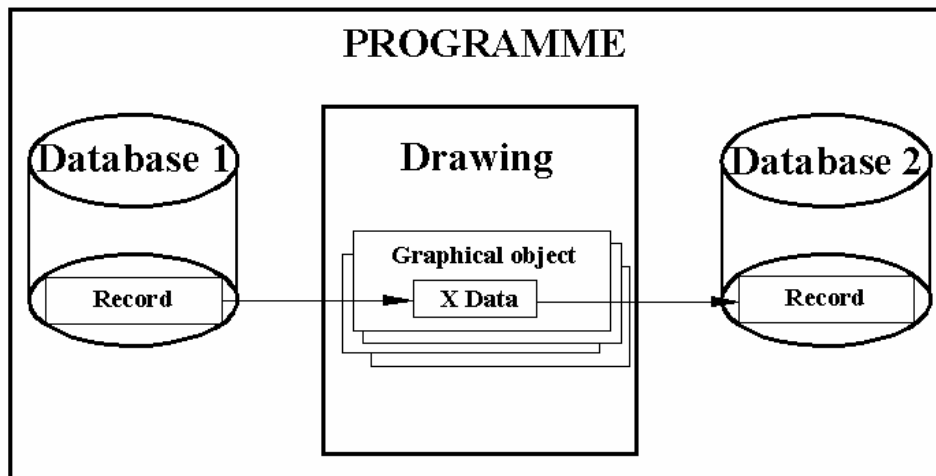 PROGRAMME
Database 1
Drawing
Database 2
Graphical object
Record
X Data
Record